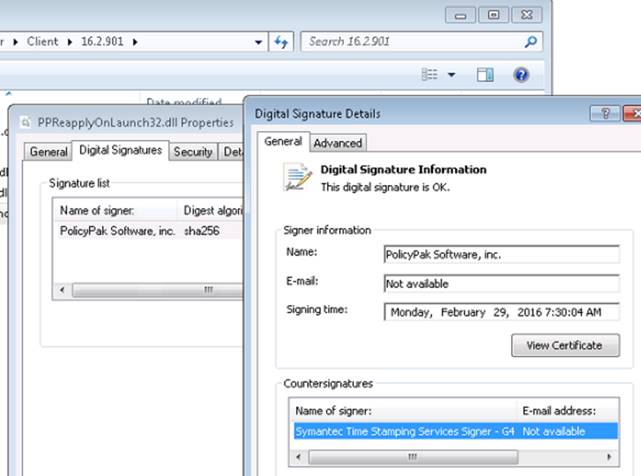 r ▸ Client ▸ 16.2.901 ▸
Search 16.2.901
Date modified
PPReapplyOnLaunch32.dll Properties
General Digital Signatures Security
Signature list
Name of signer: Digest algori
PolicyPak Software, inc. sha256
Digital Signature Details
General Advanced
Digital Signature Information
This digital signature is OK.
Signer information
Name: PolicyPak Software, inc.
E-mail: Not available
Signing time: Monday, February 29, 2016 7:30:04 AM
View Certificate
Countersignatures
Name of signer: E-mail address:
Symantec Time Stamping Services Signer - G4 Not available